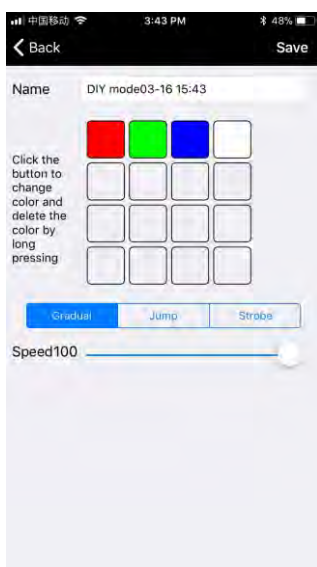 中国移动 3:43 PM 48%
Back Save
Name DIY mode03-16 15:43
Click the
button to
change
color and
delete the
color by
long
pressing
Gradual Jump Strobe
Speed100